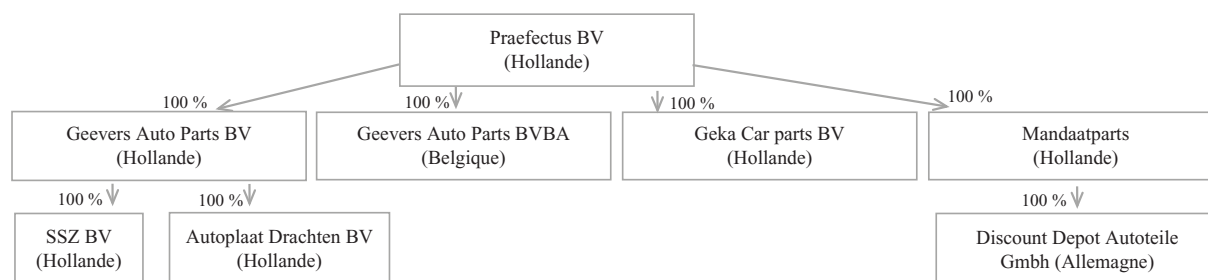 Praefectus BV
(Hollande)
100 %
100 %
100 %
100 %
Geevers Auto Parts BV
(Hollande)
Geevers Auto Parts BVBA
(Belgique)
Geka Car parts BV
(Hollande)
Mandaatparts
(Hollande)
100 %
100 %
100 %
SSZ BV
(Hollande)
Autoplaat Drachten BV
(Hollande)
Discount Depot Autoteile
Gmbh (Allemagne)